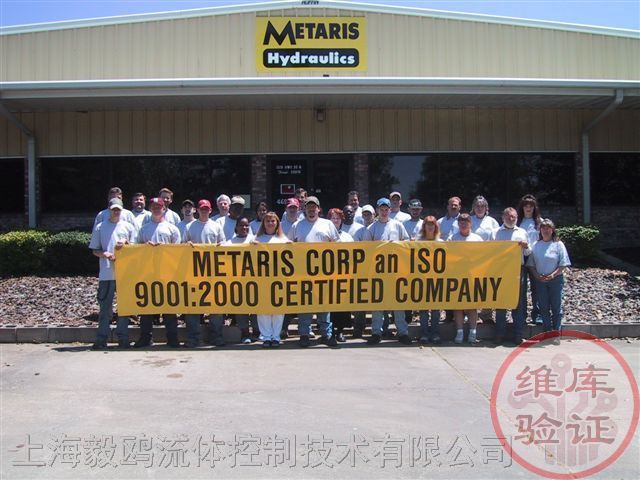 METARIS
Hydraulics
METARIS CORP an ISO
9001:2000 CERTIFIED COMPANY
维库
验证
上海毅鸥流体控制技术有限公司